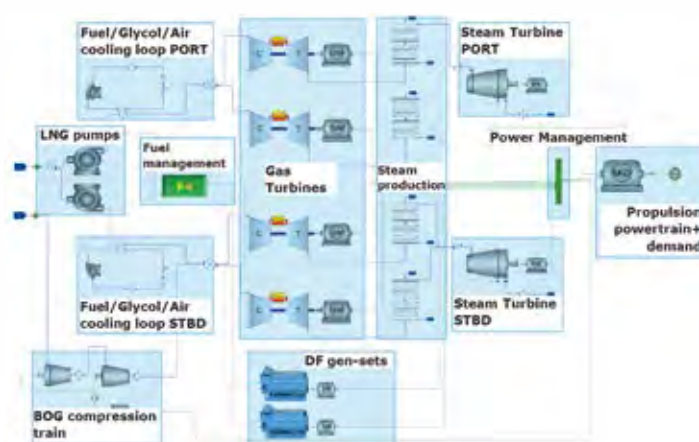 Fuel/Glycol/Air
cooling loop PORT
Steam Turbine
PORT
LNG pumps
Fuel
management
Gas
Turbines
Steam
production
Power Management
Propulsion
powertrain+
demand
Fuel/Glycol/Air
cooling loop STBD
Steam Turbine
STBD
DF gen-sets
BOG compression
train